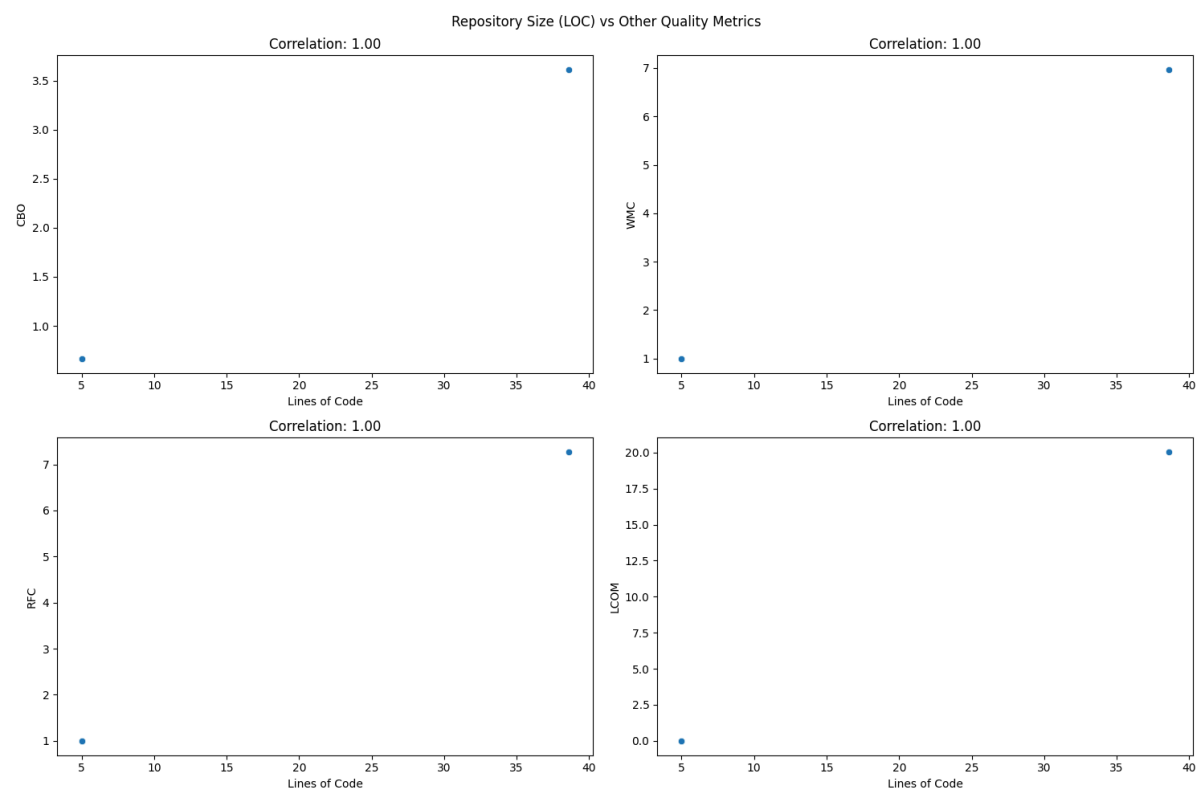 Repository Size (LOC) vs Other Quality Metrics
Correlation: 1.00
3.5
3.0
2.5
2.0
1.5
1.0
CBO
5 10 15 20 25 30 35 40
Lines of Code
Correlation: 1.00
7
6
5
4
3
2
1
WMC
5 10 15 20 25 30 35 40
Lines of Code
Correlation: 1.00
7
6
5
4
3
2
1
RFC
5 10 15 20 25 30 35 40
Lines of Code
Correlation: 1.00
20.0
17.5
15.0
12.5
10.0
7.5
5.0
2.5
0.0
LCOM
5 10 15 20 25 30 35 40
Lines of Code